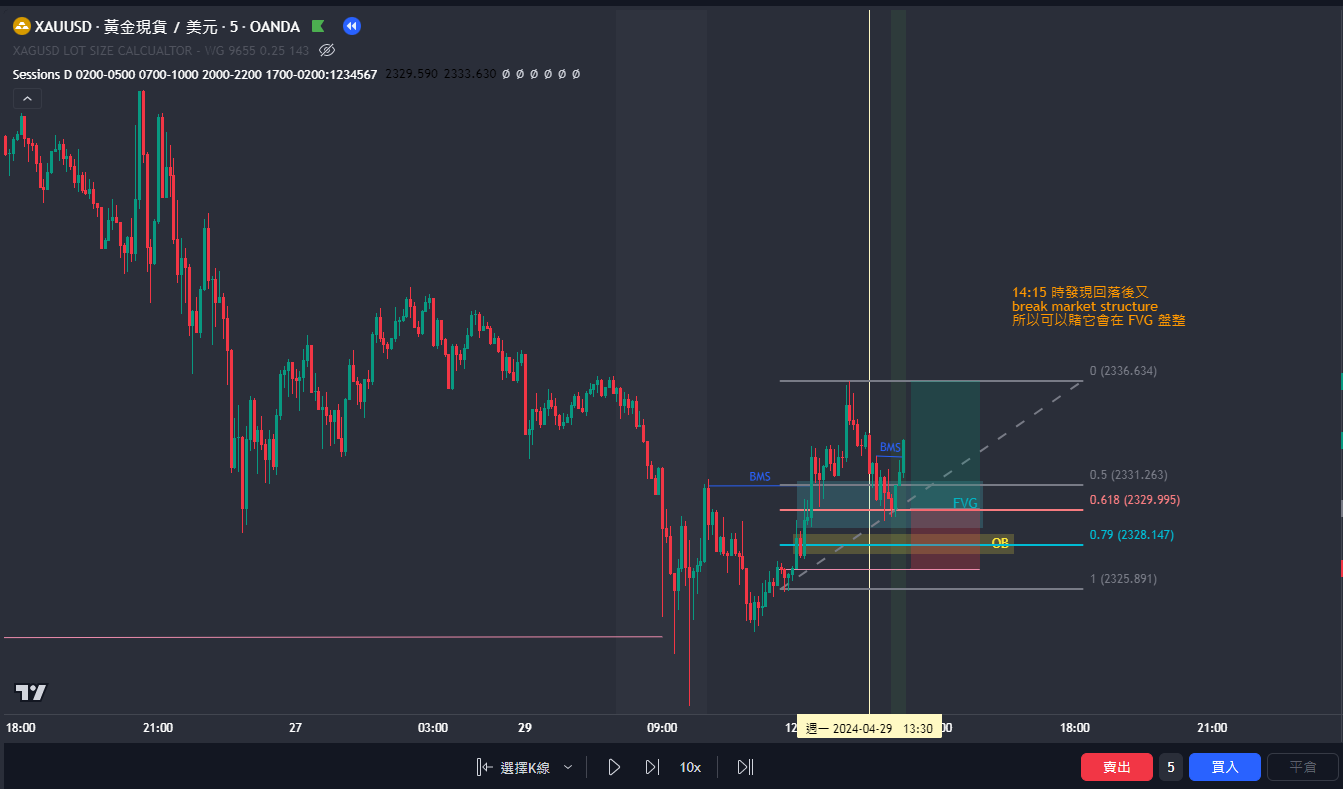 XAUUSD · 黃金現貨 / 美元 · 5 · OANDA
XAGUSD LOT SIZE CALCUALTOR - WG 9655 0.25 143
Sessions D 0200-0500 0700-1000 2000-2200 1700-0200:1234567 2329.590 2333.630 Ø Ø Ø Ø Ø Ø
14:15 時發現回落後又
break market structure
所以可以賭它會在 FVG 盤整
0 (2336.634)
BMS
BMS
0.5 (2331.263)
FVG
0.618 (2329.995)
0.79 (2328.147)
OB
1 (2325.891)
18:00 21:00 27 03:00 29 09:00 12 週一 2024-04-29 13:30 00 18:00 21:00
選擇K線 10x 賣出 5 買入 平倉